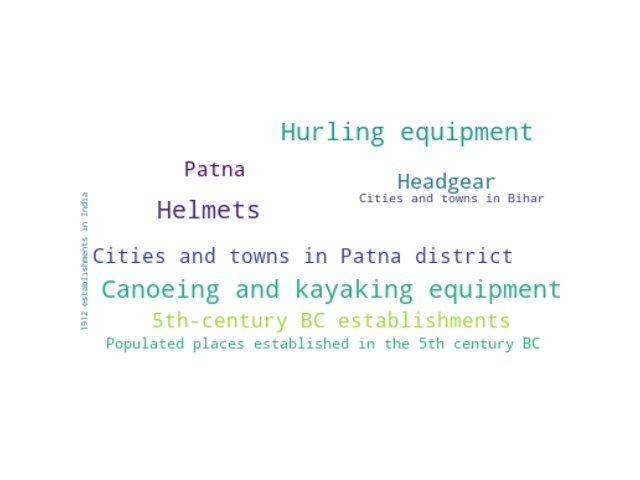 Hurling equipment
Patna
Headgear
Cities and towns in Bihar
Helmets
1912 establishments in India
Cities and towns in Patna district
Canoeing and kayaking equipment
5th-century BC establishments
Populated places established in the 5th century BC